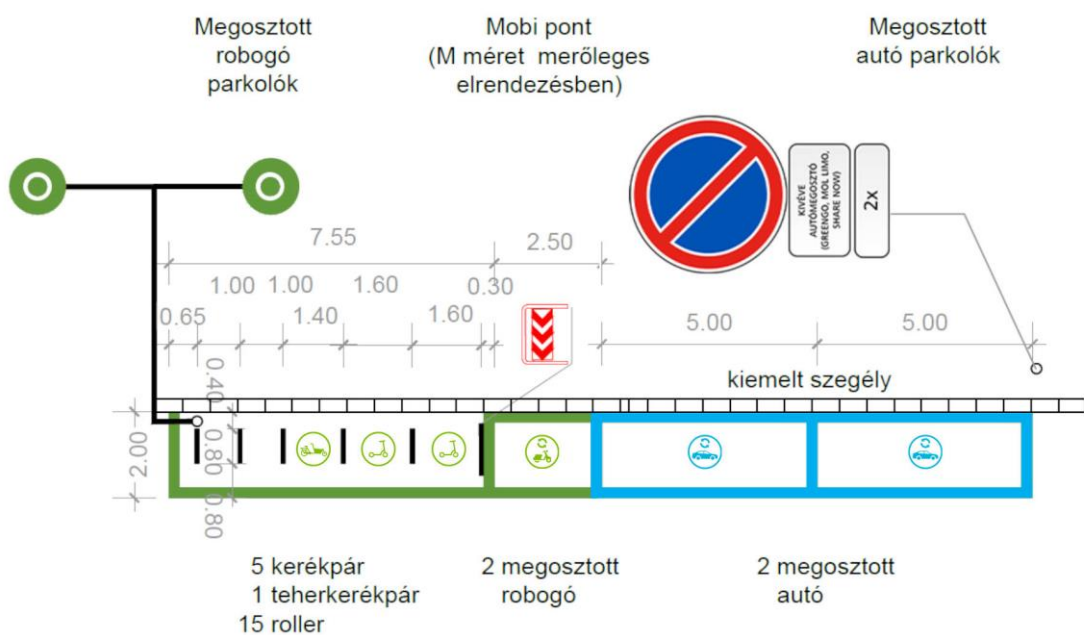 Megosztott
robogó
parkolók
Mobi pont
(M méret merőleges
elrendezésben)
Megosztott
autó parkolók
KIVÉVE
AUTÓMEGOSZTÓ
(GREENGO, MOL LIMO,
SHARE NOW)
2x
7.55
2.50
1.00 1.00 1.60 0.30
0.65 1.40 1.60 5.00 5.00
kiemelt szegély
0.40
2.00
0.80
0.80
5 kerékpár
1 teherkerékpár
15 roller
2 megosztott
robogó
2 megosztott
autó